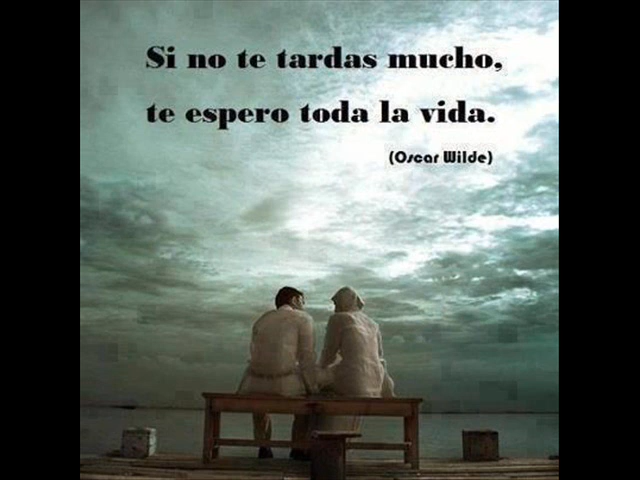 Si no te tardas mucho,
te espero toda la vida.
(Oscar Wilde)